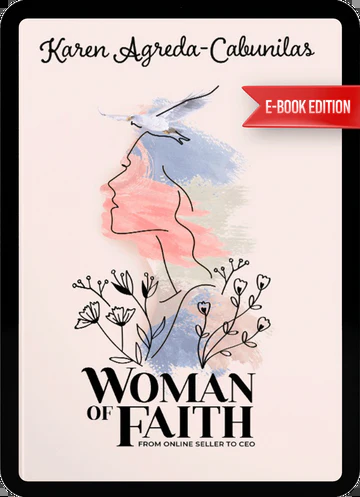 Karen Agreda-Cabunilas
E-BOOK EDITION
WOMAN
OF FAITH
FROM ONLINE SELLER TO CEO